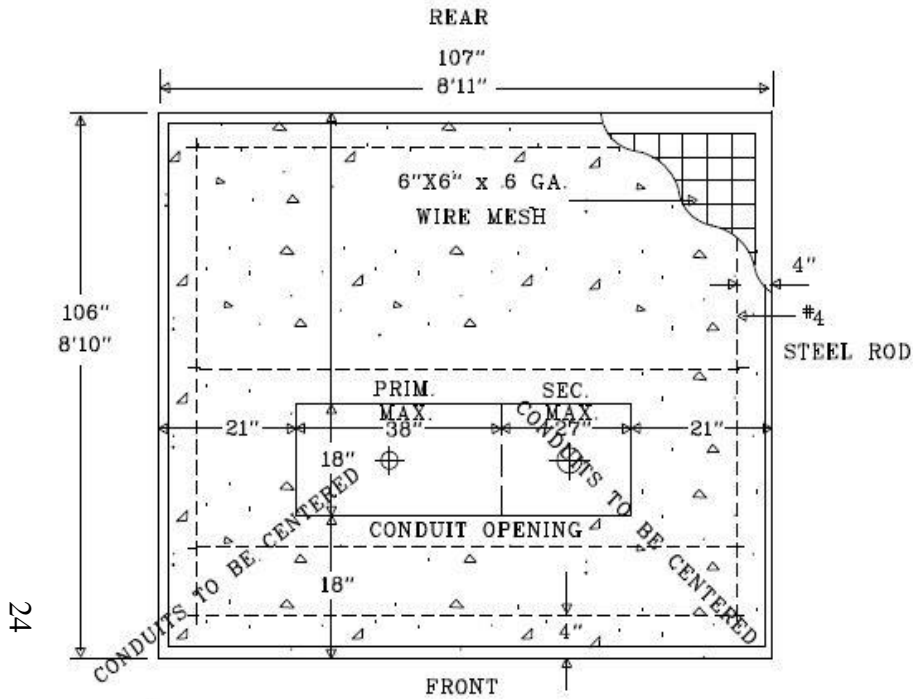 REAR
107"
8'11"
6"X6" x .6 GA.
WIRE MESH
4"
106"
8'10"
#4
STEEL ROD
PRIM.
MAX.
SEC.
MAX.
21"
38"
27"
21"
18"
CONDUITS TO BE CENTERED
CONDUITS TO BE CENTERED
CONDUIT OPENING
18"
4"
24
FRONT